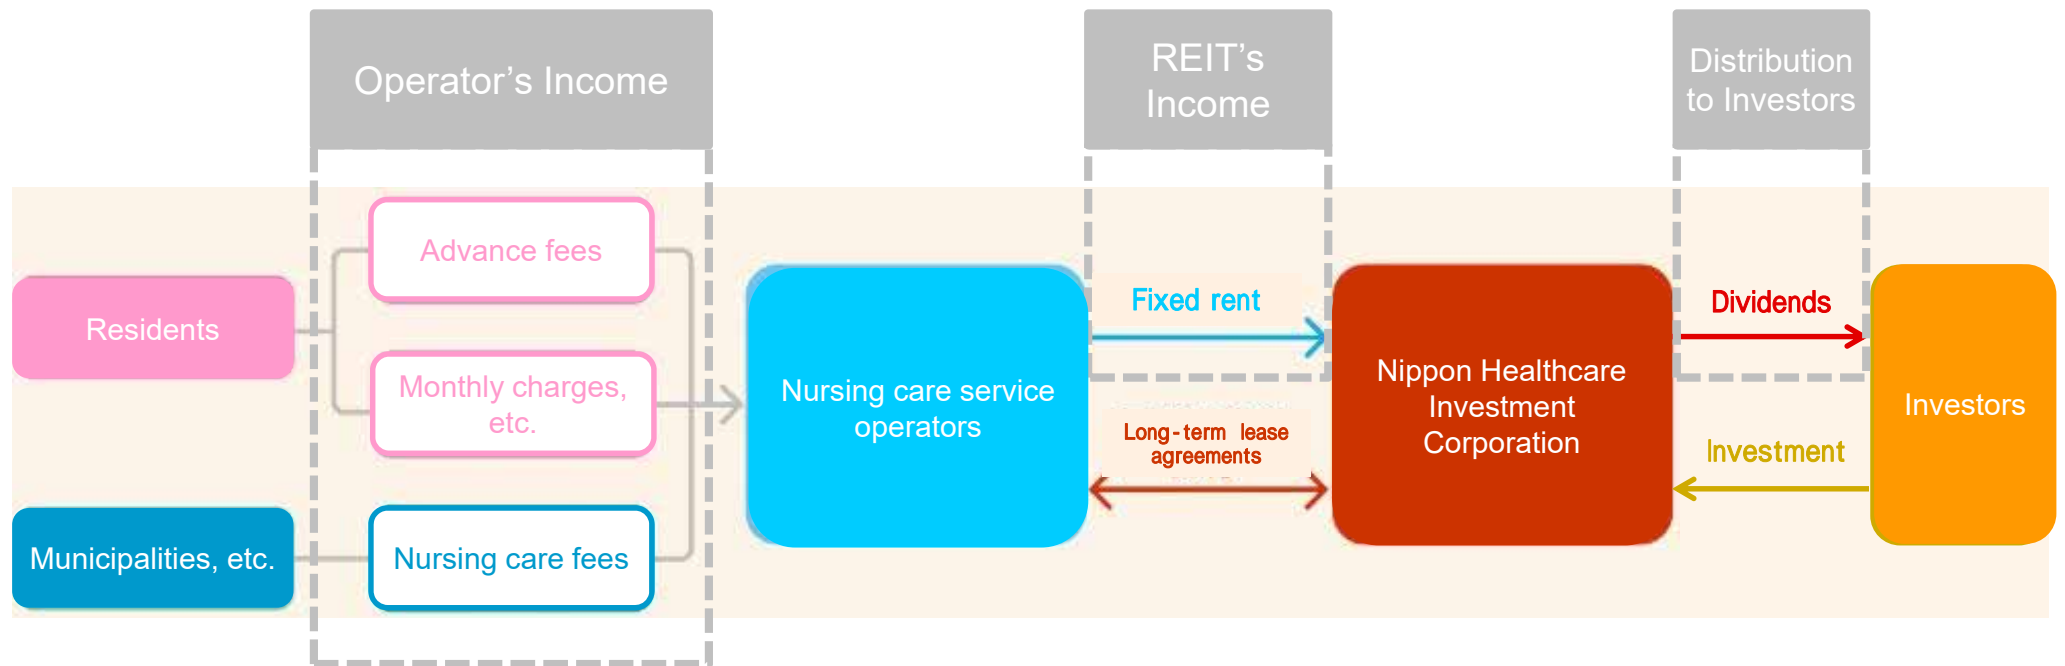 Operator’s Income
REIT’s
Income
Distribution
to Investors
Residents
Advance fees
Monthly charges,
etc.
Municipalities, etc.
Nursing care fees
Nursing care service
operators
Fixed rent
Long-term lease
agreements
Nippon Healthcare
Investment
Corporation
Dividends
Investment
Investors